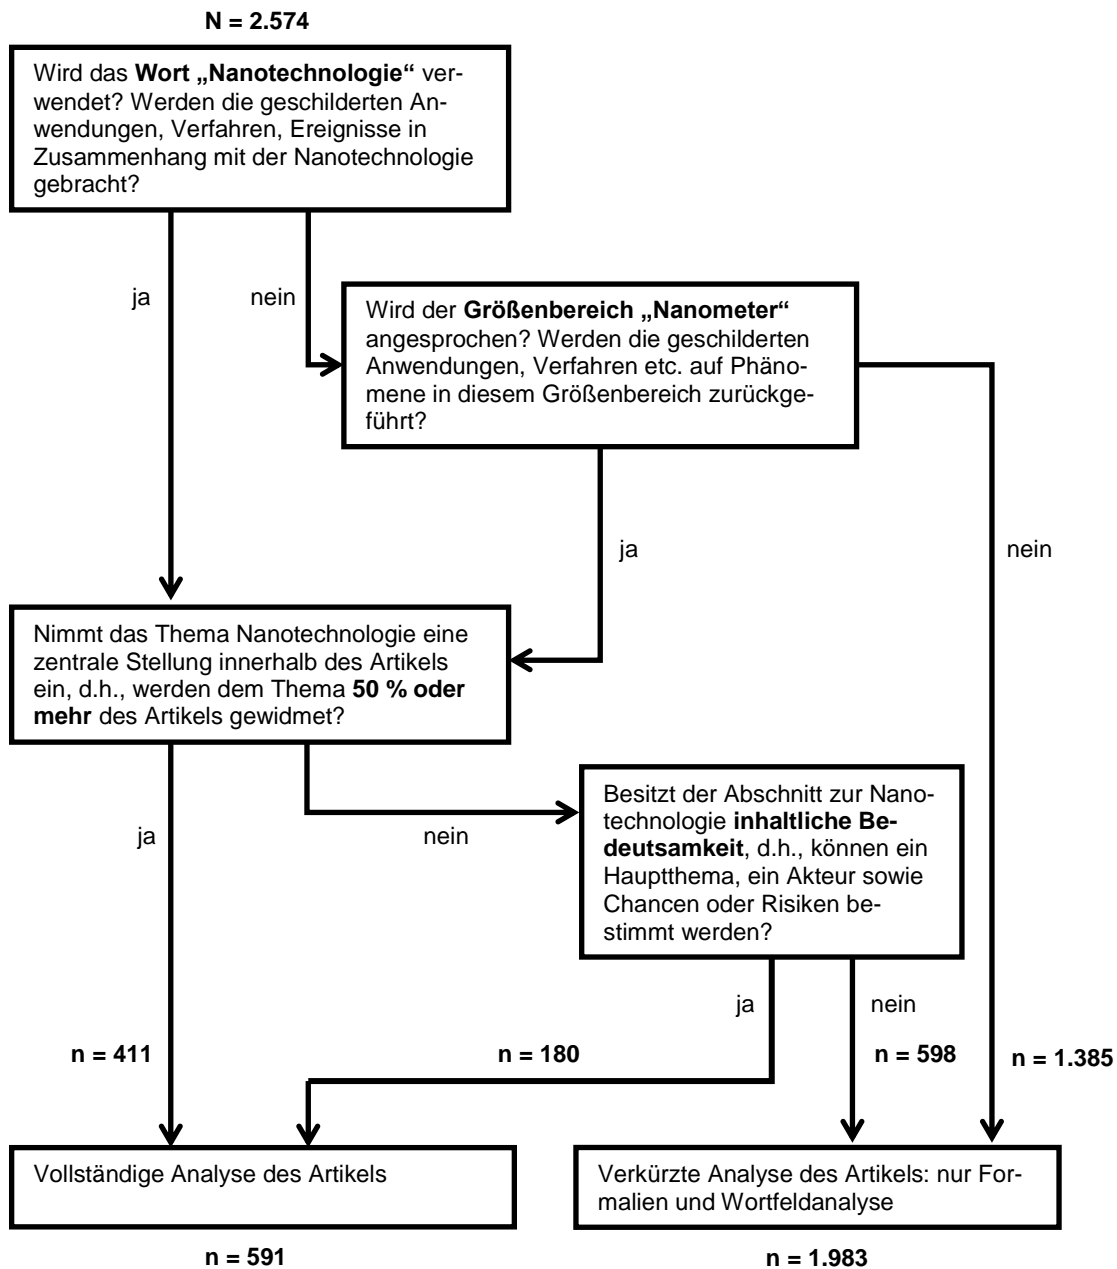 N = 2.574
Wird das Wort „Nanotechnologie“ ver-
wendet? Werden die geschilderten An-
wendungen, Verfahren, Ereignisse in
Zusammenhang mit der Nanotechnologie
gebracht?
ja
nein
Wird der Größenbereich „Nanometer“
angesprochen? Werden die geschilderten
Anwendungen, Verfahren etc. auf Phäno-
mene in diesem Größenbereich zurückge-
führt?
ja
nein
Nimmt das Thema Nanotechnologie eine
zentrale Stellung innerhalb des Artikels
ein, d.h., werden dem Thema 50 % oder
mehr des Artikels gewidmet?
ja
nein
Besitzt der Abschnitt zur Nano-
technologie inhaltliche Be-
deutsamkeit, d.h., können ein
Hauptthema, ein Akteur sowie
Chancen oder Risiken be-
stimmt werden?
ja
nein
n = 411
n = 180
n = 598
n = 1.385
Vollständige Analyse des Artikels
Verkürzte Analyse des Artikels: nur For-
malien und Wortfeldanalyse
n = 591
n = 1.983